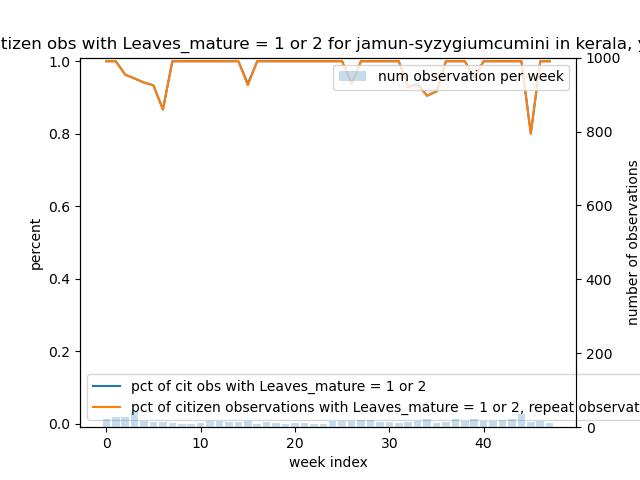 tizen obs with Leaves_mature = 1 or 2 for jamun-syzygiumcumini in kerala,
num observation per week
1.0
0.8
0.6
0.4
0.2
0.0
percent
1000
800
600
400
200
0
number of observations
pct of cit obs with Leaves_mature = 1 or 2
pct of citizen observations with Leaves_mature = 1 or 2, repeat observat
0 10 20 30 40
week index